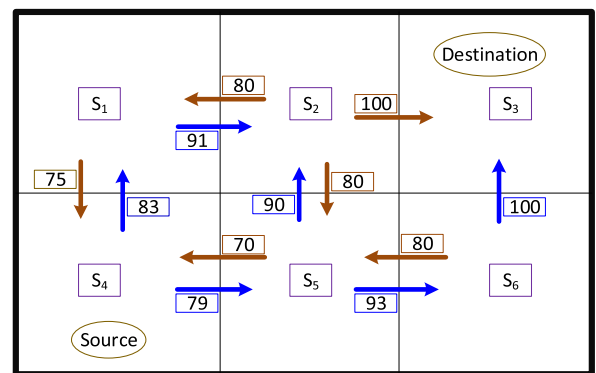 Destination
80
S₁
S₂
100
S₃
91
75
80
83
90
100
70
80
S₄
S₅
S₆
79
93
Source